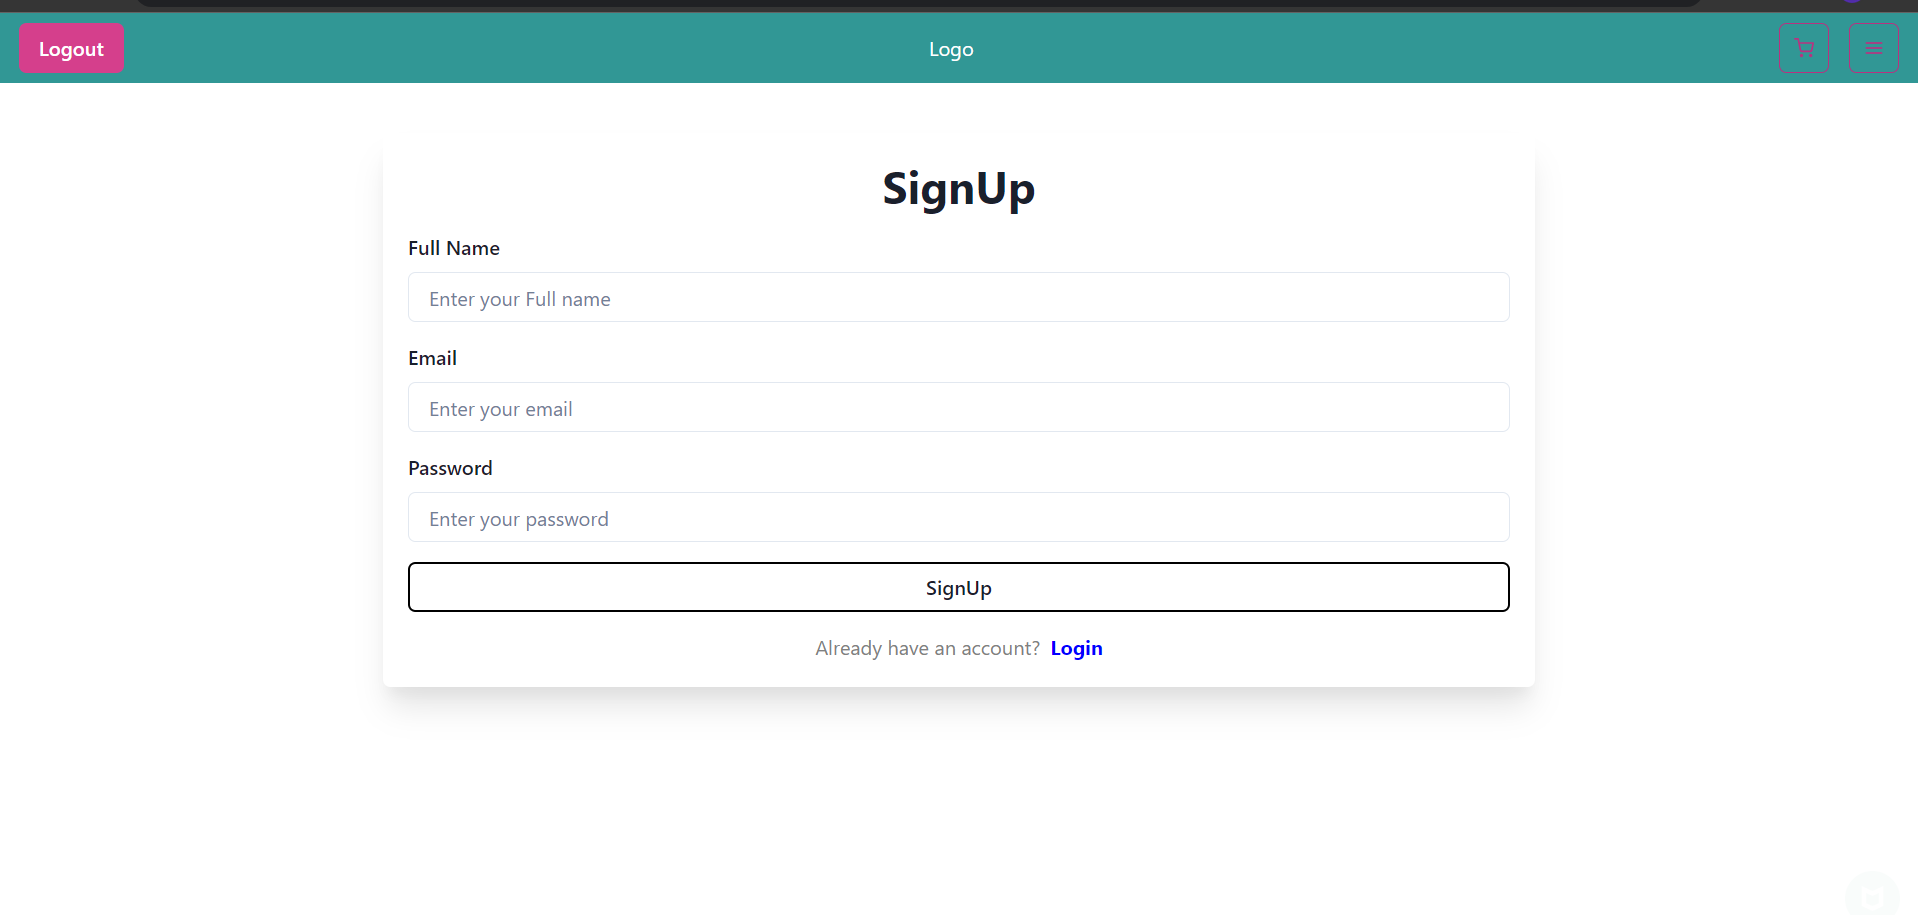 Logout
Logo
SignUp
Full Name
Enter your Full name
Email
Enter your email
Password
Enter your password
SignUp
Already have an account? Login